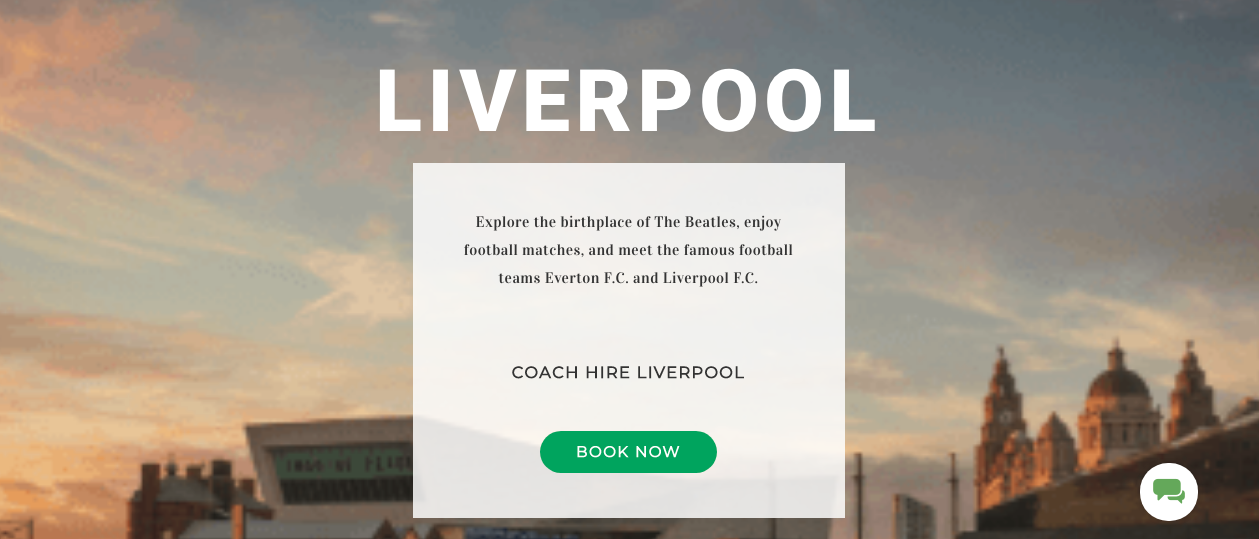 LIVERPOOL
Explore the birthplace of The Beatles, enjoy
football matches, and meet the famous football
teams Everton F.C. and Liverpool F.C.
COACH HIRE LIVERPOOL
BOOK NOW